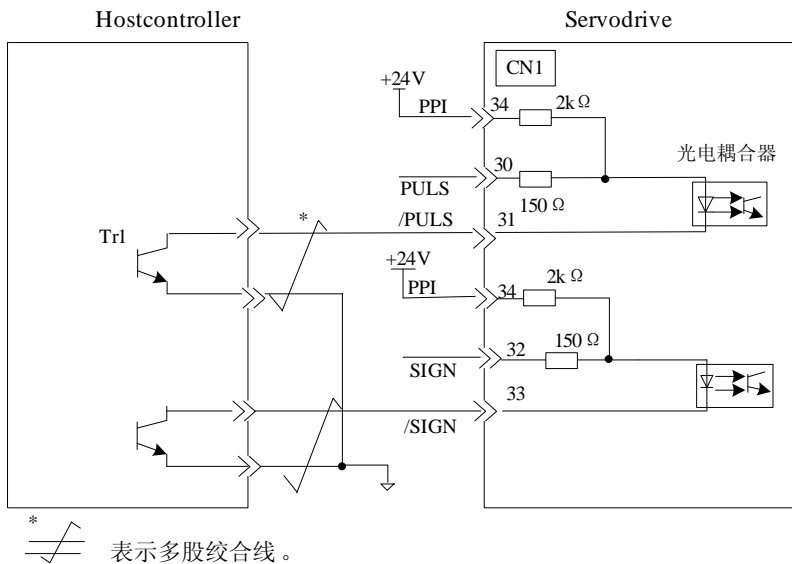 Hostcontroller
Servodrive
CN1
+24V
PPI
34
2kΩ
光电耦合器
30
PULS
150Ω
*
/PULS
31
Tr1
+24V
PPI
34
2kΩ
150Ω
32
SIGN
33
/SIGN
*
表示多股绞合线。